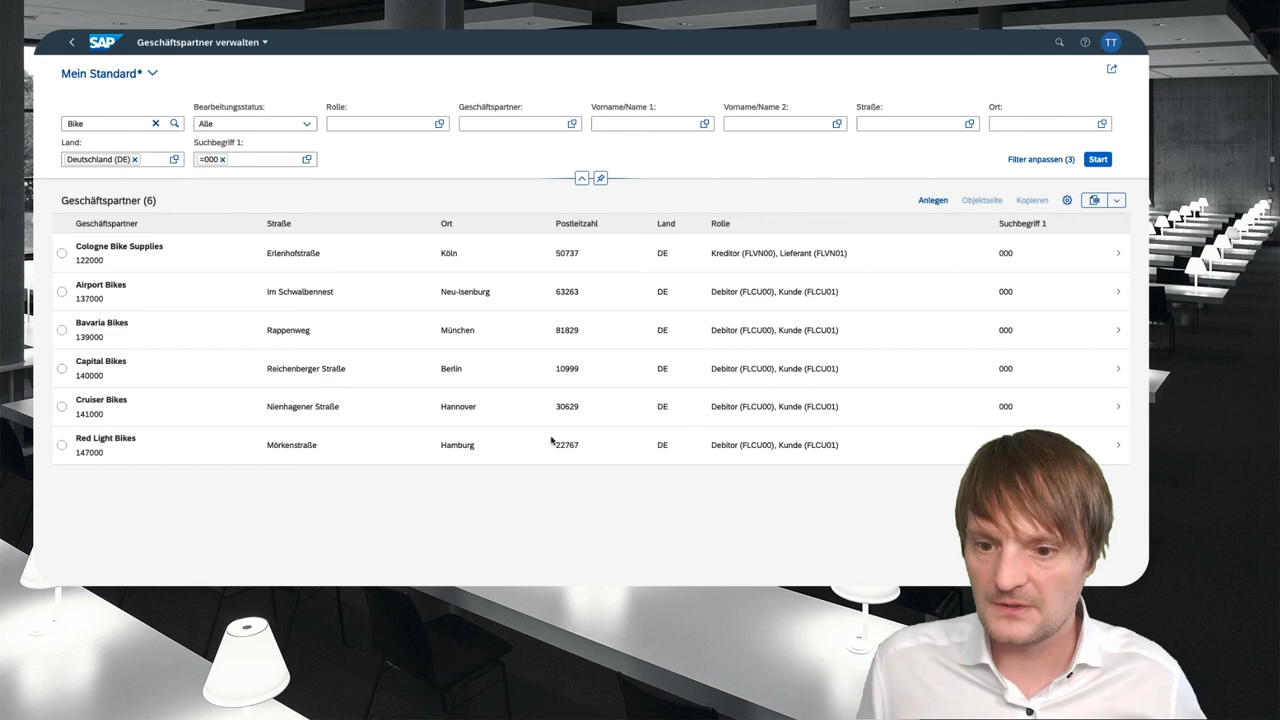 SAP Geschäftspartner verwalten TT
Mein Standard*
Bearbeitungsstatus: Rolle: Geschäftspartner: Vorname/Name 1: Vorname/Name 2: Straße: Ort:
Bike Alle
Land: Suchbegriff 1:
Deutschland (DE) =000 Filter anpassen (3) Start
Geschäftspartner (6) Anlegen Objektseite Kopieren
Geschäftspartner Straße Ort Postleitzahl Land Rolle Suchbegriff 1
Cologne Bike Supplies
122000
Erlenhofstraße Köln 50737 DE Kreditor (FLVN00), Lieferant (FLVN01) 000
Airport Bikes
137000
Im Schwalbennest Neu-Isenburg 63263 DE Debitor (FLCU00), Kunde (FLCU01) 000
Bavaria Bikes
139000
Rappenweg München 81829 DE Debitor (FLCU00), Kunde (FLCU01) 000
Capital Bikes
140000
Reichenberger Straße Berlin 10999 DE Debitor (FLCU00), Kunde (FLCU01) 000
Cruiser Bikes
141000
Nienhagener Straße Hannover 30629 DE Debitor (FLCU00), Kunde (FLCU01) 000
Red Light Bikes
147000
Mörkenstraße Hamburg 22767 DE Debitor (FLCU00), Kunde (FLCU01)